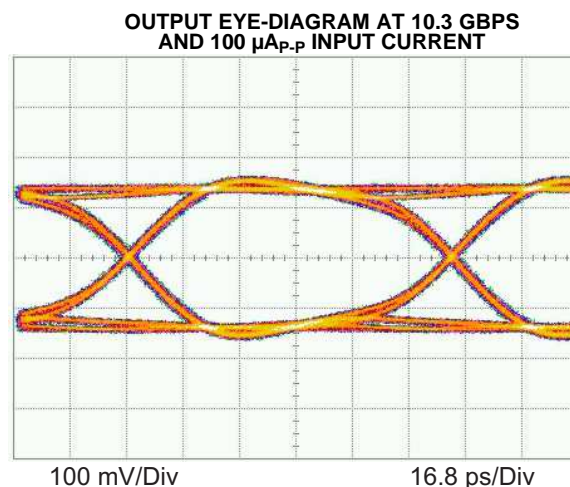 OUTPUT EYE-DIAGRAM AT 10.3 GBPS
AND 100 µAP-P INPUT CURRENT
100 mV/Div 16.8 ps/Div